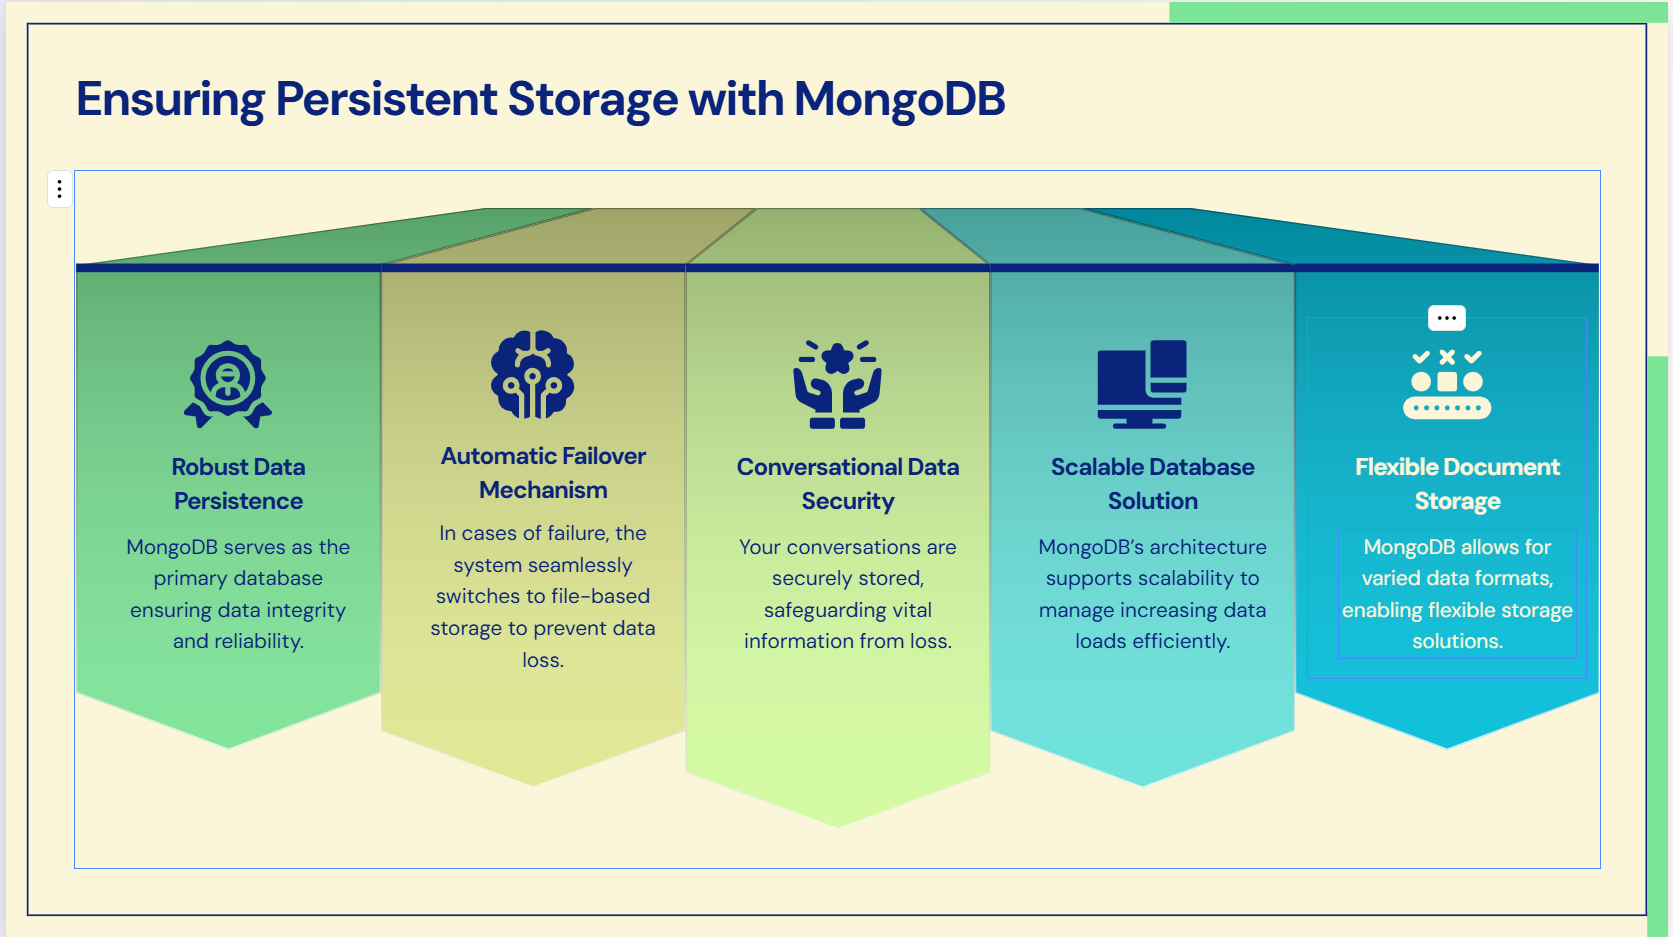 Ensuring Persistent Storage with MongoDB
Robust Data
Persistence
MongoDB serves as the
primary database
ensuring data integrity
and reliability.
Automatic Failover
Mechanism
In cases of failure, the
system seamlessly
switches to file-based
storage to prevent data
loss.
Conversational Data
Security
Your conversations are
securely stored,
safeguarding vital
information from loss.
Scalable Database
Solution
MongoDB’s architecture
supports scalability to
manage increasing data
loads efficiently.
Flexible Document
Storage
MongoDB allows for
varied data formats,
enabling flexible storage
solutions.